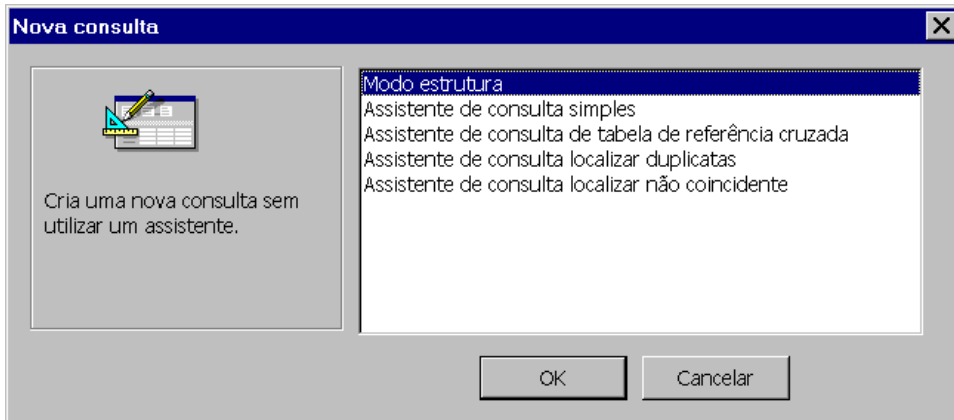 Nova consulta
Modo estrutura
Assistente de consulta simples
Assistente de consulta de tabela de referência cruzada
Assistente de consulta localizar duplicatas
Assistente de consulta localizar não coincidente
Cria uma nova consulta sem
utilizar um assistente.
OK
Cancelar